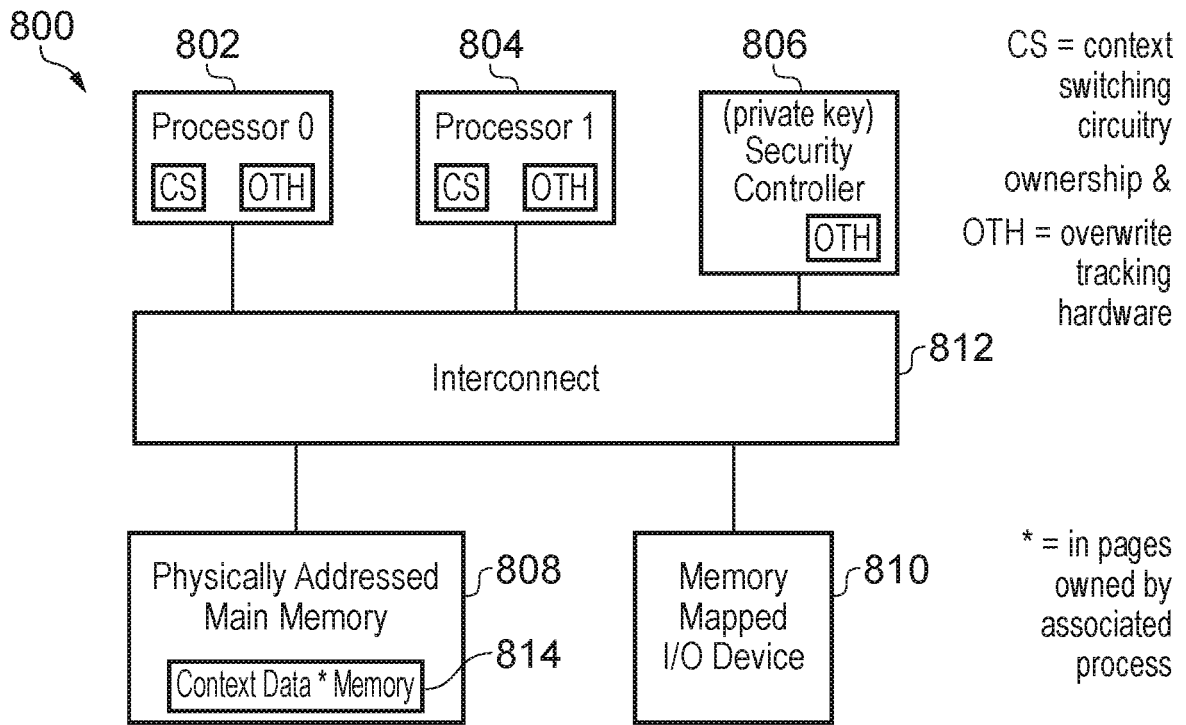 800
802
804
806
Processor 0
CS
OTH
Processor 1
CS
OTH
(private key)
Security
Controller
OTH
CS = context
switching
circuitry
ownership &
OTH = overwrite
tracking
hardware
Interconnect
812
Physically Addressed
Main Memory
808
Context Data * Memory
814
Memory
Mapped
I/O Device
810
* = in pages
owned by
associated
process